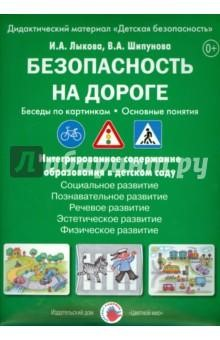 Дидактический материал «Детская безопасность»
И.А. Лыкова, В.А. Шипунова
0+
БЕЗОПАСНОСТЬ
НА ДОРОГЕ
Беседы по картинкам • Основные понятия
Интегрированное содержание
образования в детском саду
Социальное развитие
Познавательное развитие
Речевое развитие
Эстетическое развитие
Физическое развитие
Издательский дом «Цветной мир»